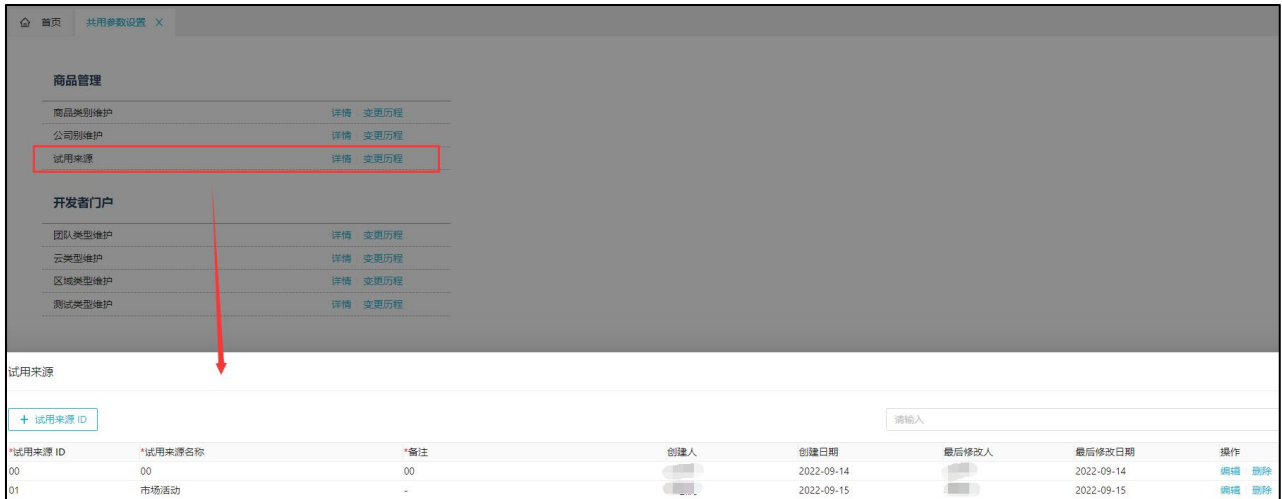 首页 共用参数设置 X
商品管理
商品类别维护 详情 变更历程
公司别维护 详情 变更历程
试用来源 详情 变更历程
开发者门户
团队类型维护 详情 变更历程
云类型维护 详情 变更历程
区域类型维护 详情 变更历程
测试类型维护 详情 变更历程
试用来源
+ 试用来源 ID 请输入
*试用来源 ID *试用来源名称 *备注 创建人 创建日期 最后修改人 最后修改日期 操作
00 00 00 2022-09-14 2022-09-14 编辑 删除
01 市场活动 - 2022-09-15 2022-09-15 编辑 删除